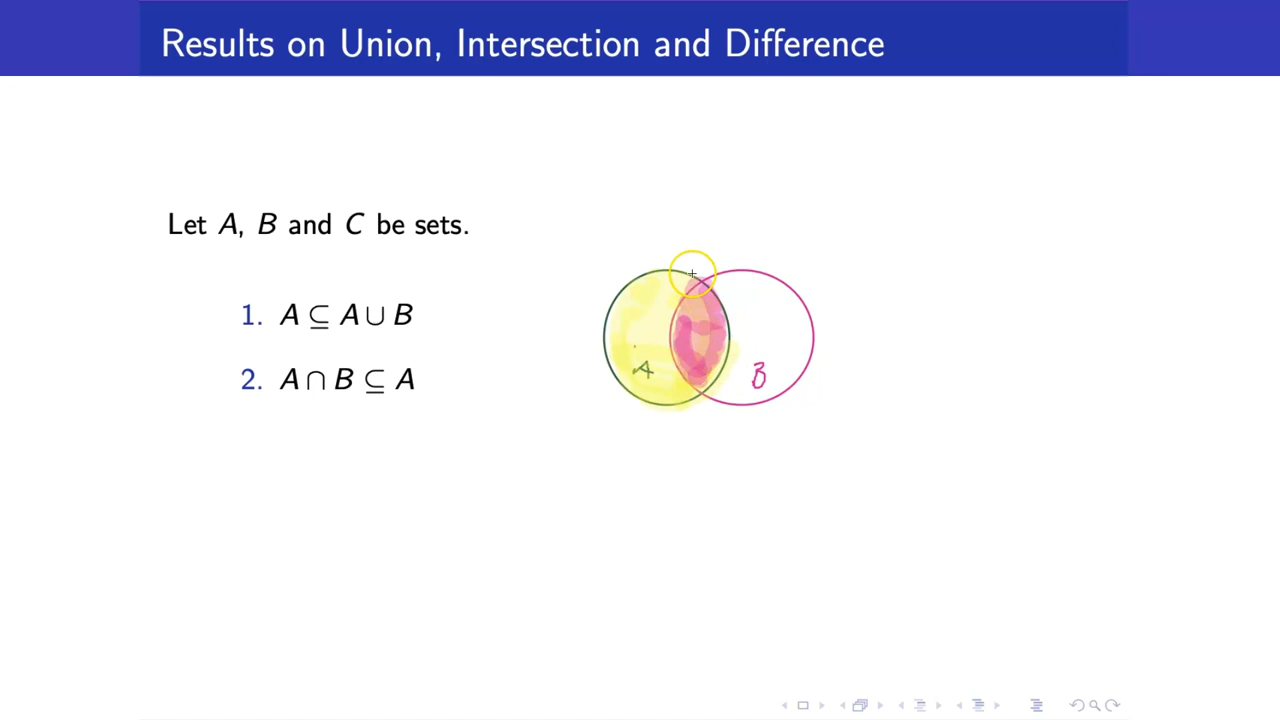 Results on Union, Intersection and Difference
Let A, B and C be sets.
1. A ⊆ A ∪ B
2. A ∩ B ⊆ A
A
B